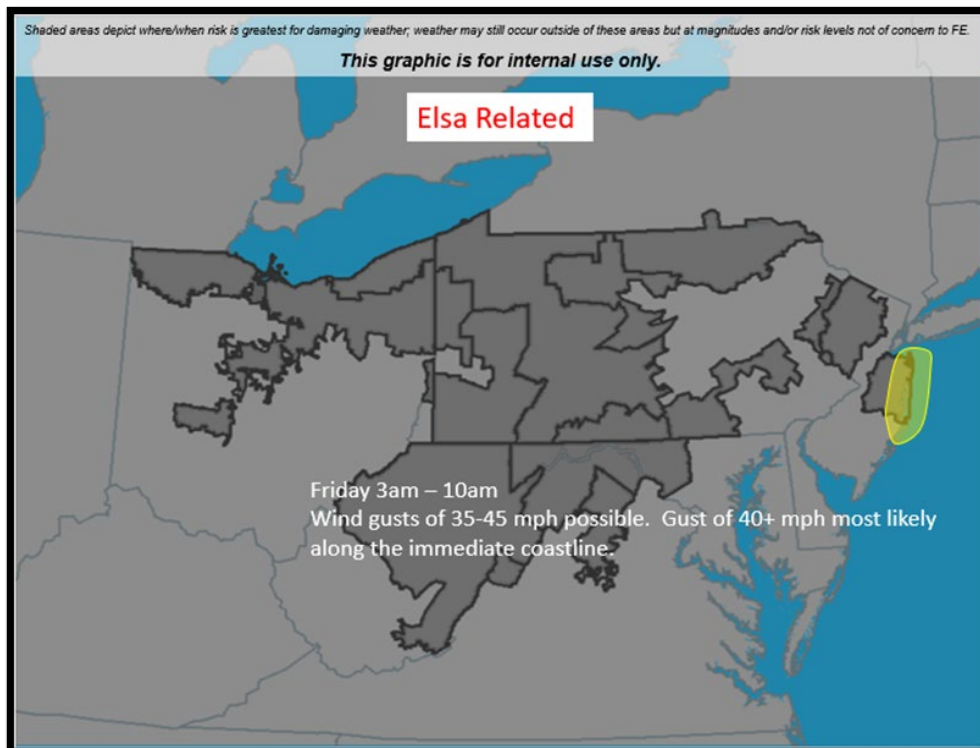 Shaded areas depict where/when risk is greatest for damaging weather; weather may still occur outside of these areas but at magnitudes and/or risk levels not of concern to FE.
This graphic is for internal use only.
Elsa Related
Friday 3am – 10am
Wind gusts of 35-45 mph possible.  Gust of 40+ mph most likely
along the immediate coastline.